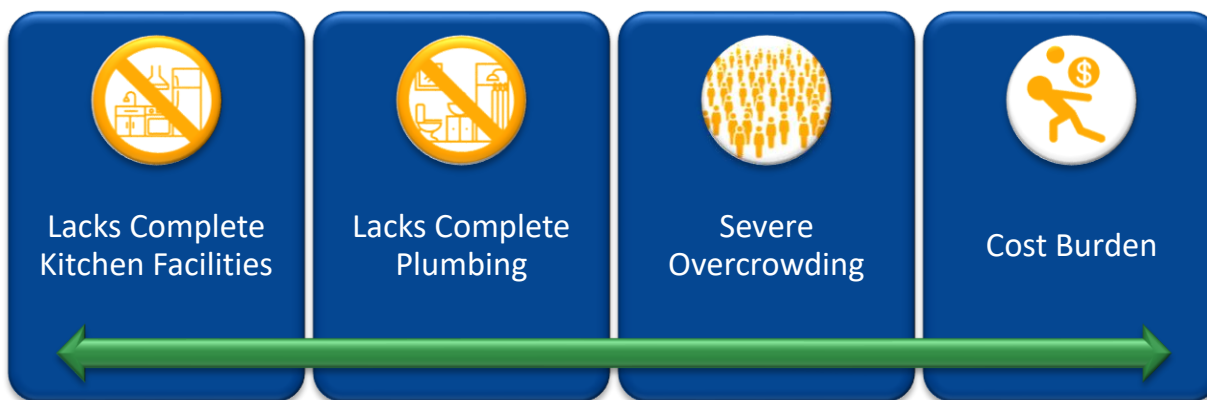 $
Lacks Complete
Kitchen Facilities
Lacks Complete
Plumbing
Severe
Overcrowding
Cost Burden